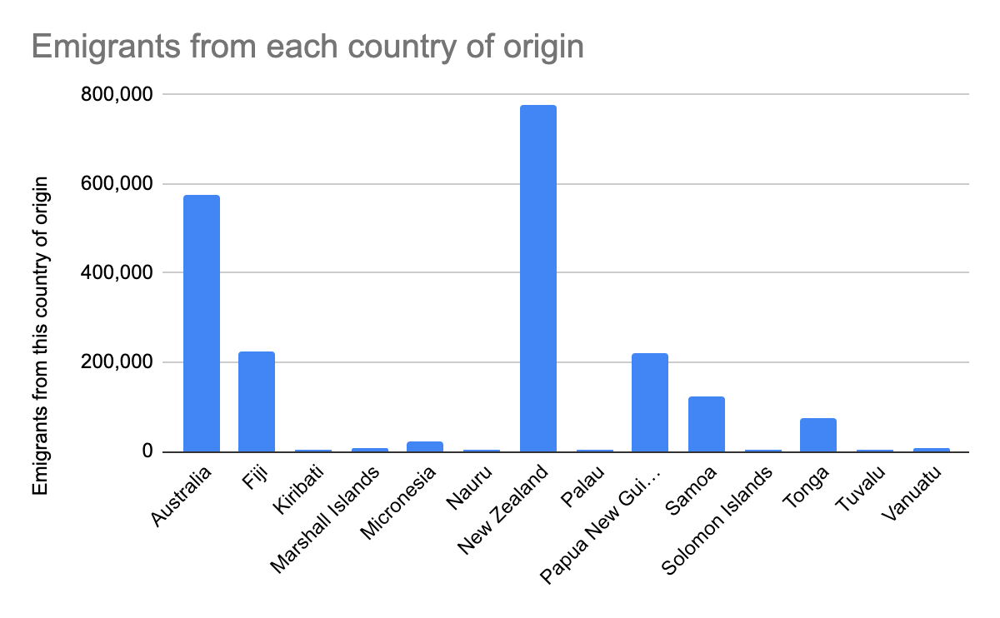 Emigrants from each country of origin
Emigrants from this country of origin
800,000
600,000
400,000
200,000
0
Australia
Fiji
Kiribati
Marshall Islands
Micronesia
Nauru
New Zealand
Palau
Papua New Gui…
Samoa
Solomon Islands
Tonga
Tuvalu
Vanuatu